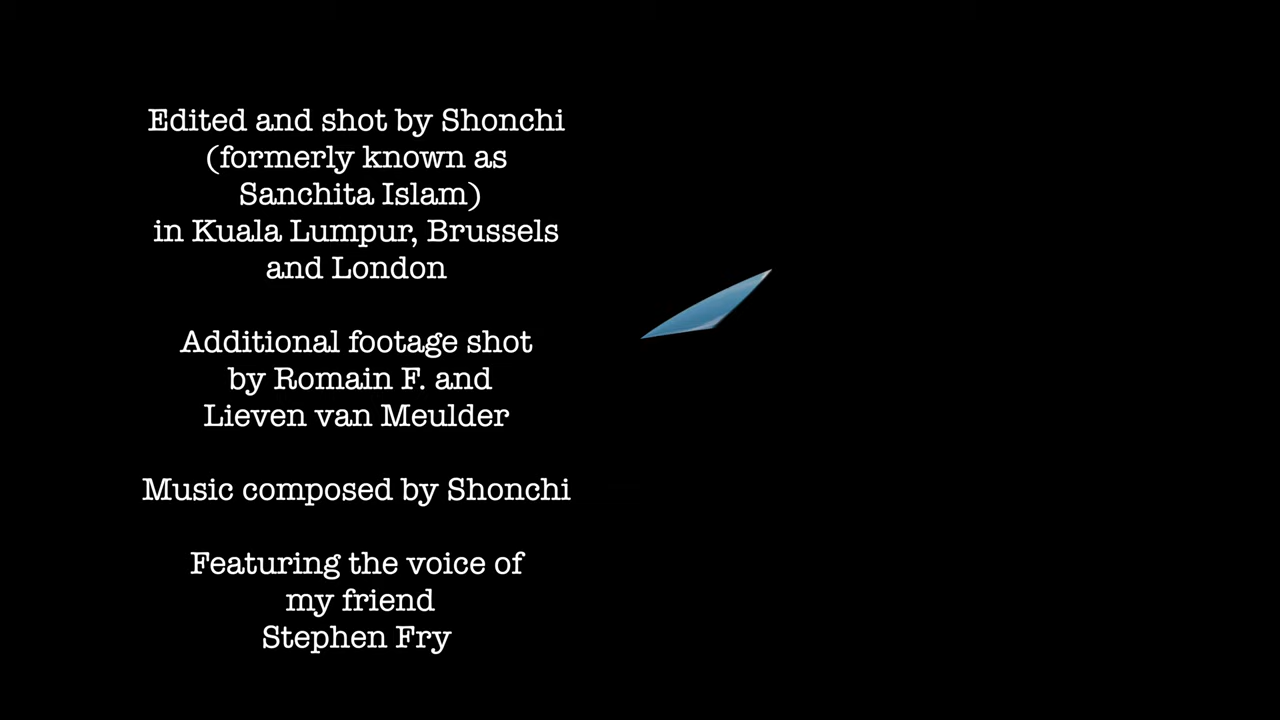 Edited and shot by Shonchi
(formerly known as
Sanchita Islam)
in Kuala Lumpur, Brussels
and London
Additional footage shot
by Romain F. and
Lieven van Meulder
Music composed by Shonchi
Featuring the voice of
my friend
Stephen Fry